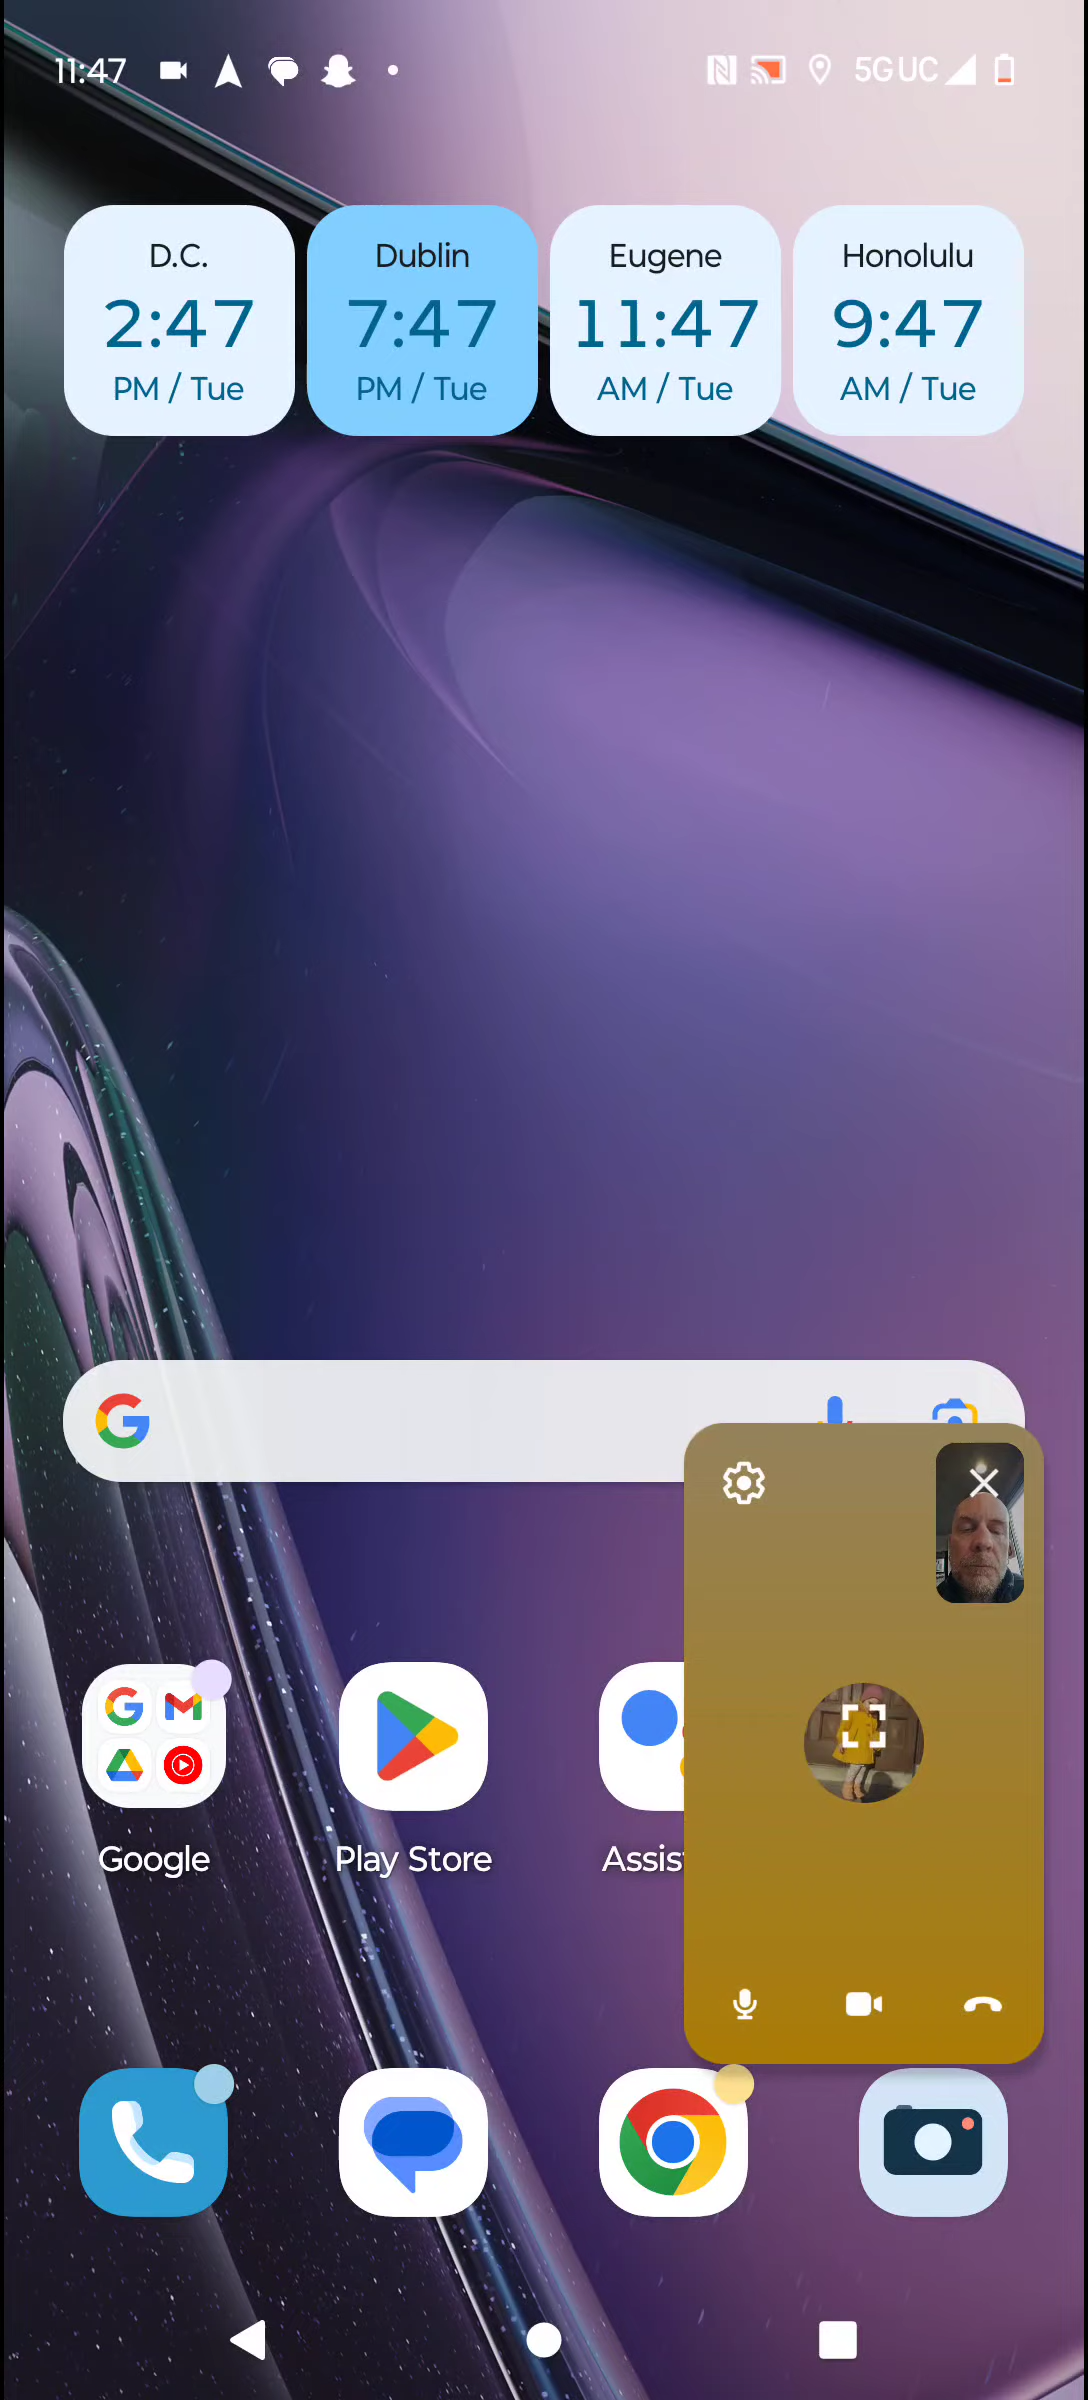 11:47
5G UC
D.C.
2:47
PM / Tue
Dublin
7:47
PM / Tue
Eugene
11:47
AM / Tue
Honolulu
9:47
AM / Tue
Google
Play Store
Assis